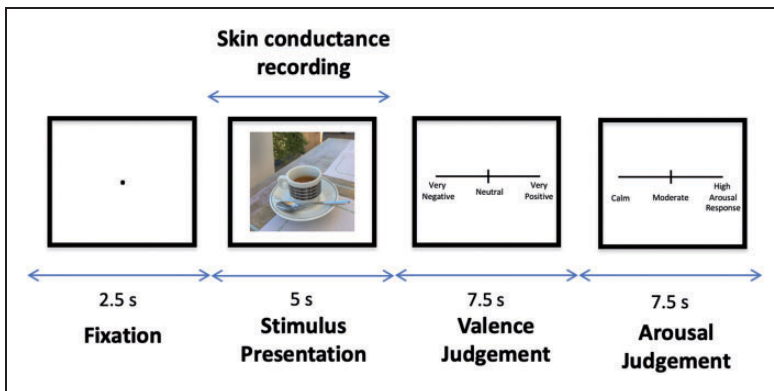 Skin conductance
recording
Very
Negative
Neutral
Very
Positive
Calm
Moderate
High
Arousal
Response
2.5 s
5 s
7.5 s
7.5 s
Fixation
Stimulus
Presentation
Valence
Judgement
Arousal
Judgement